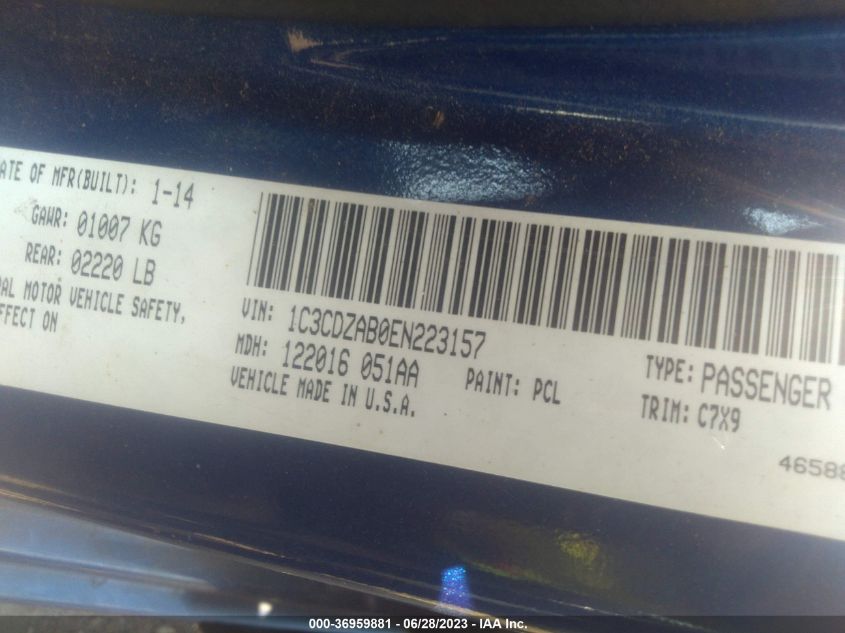 ATE OF MFR(BUILT): 1-14
GAWR: 01007 KG
REAR: 02220 LB
MOTOR VEHICLE SAFETY,
EFFECT ON
VIN: 1C3CDZAB0EN223157
MDH: 122016 051AA
PAINT: PCL
VEHICLE MADE IN U.S.A.
TYPE: PASSENGER
TRIM: C7X9
4658
000-36959881 / 06/28/2023 - IAA Inc.